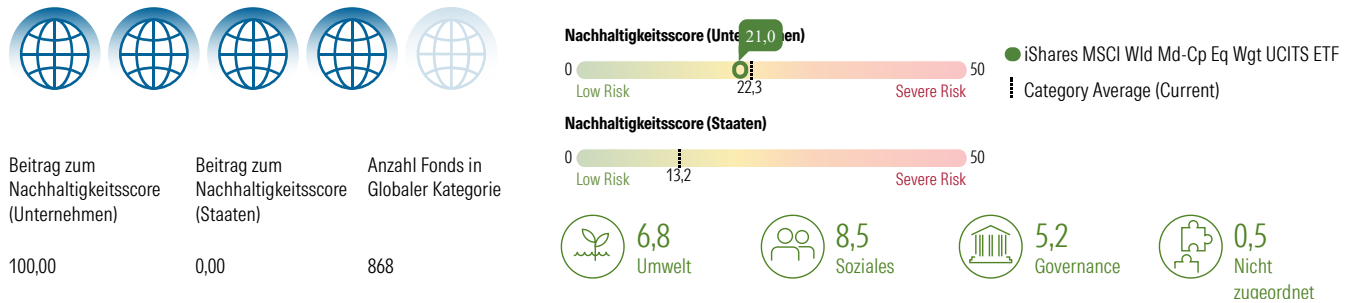 Beitrag zum
Nachhaltigkeitsscore
(Unternehmen)
100,00
Beitrag zum
Nachhaltigkeitsscore
(Staaten)
0,00
Anzahl Fonds in
Globaler Kategorie
868
Nachhaltigkeitsscore (Unte en)
21,0
0
50
Low Risk
22,3
Severe Risk
Nachhaltigkeitsscore (Staaten)
0
50
Low Risk
13,2
Severe Risk
iShares MSCI Wld Md-Cp Eq Wgt UCITS ETF
Category Average (Current)
6,8
Umwelt
8,5
Soziales
5,2
Governance
0,5
Nicht
zugeordnet